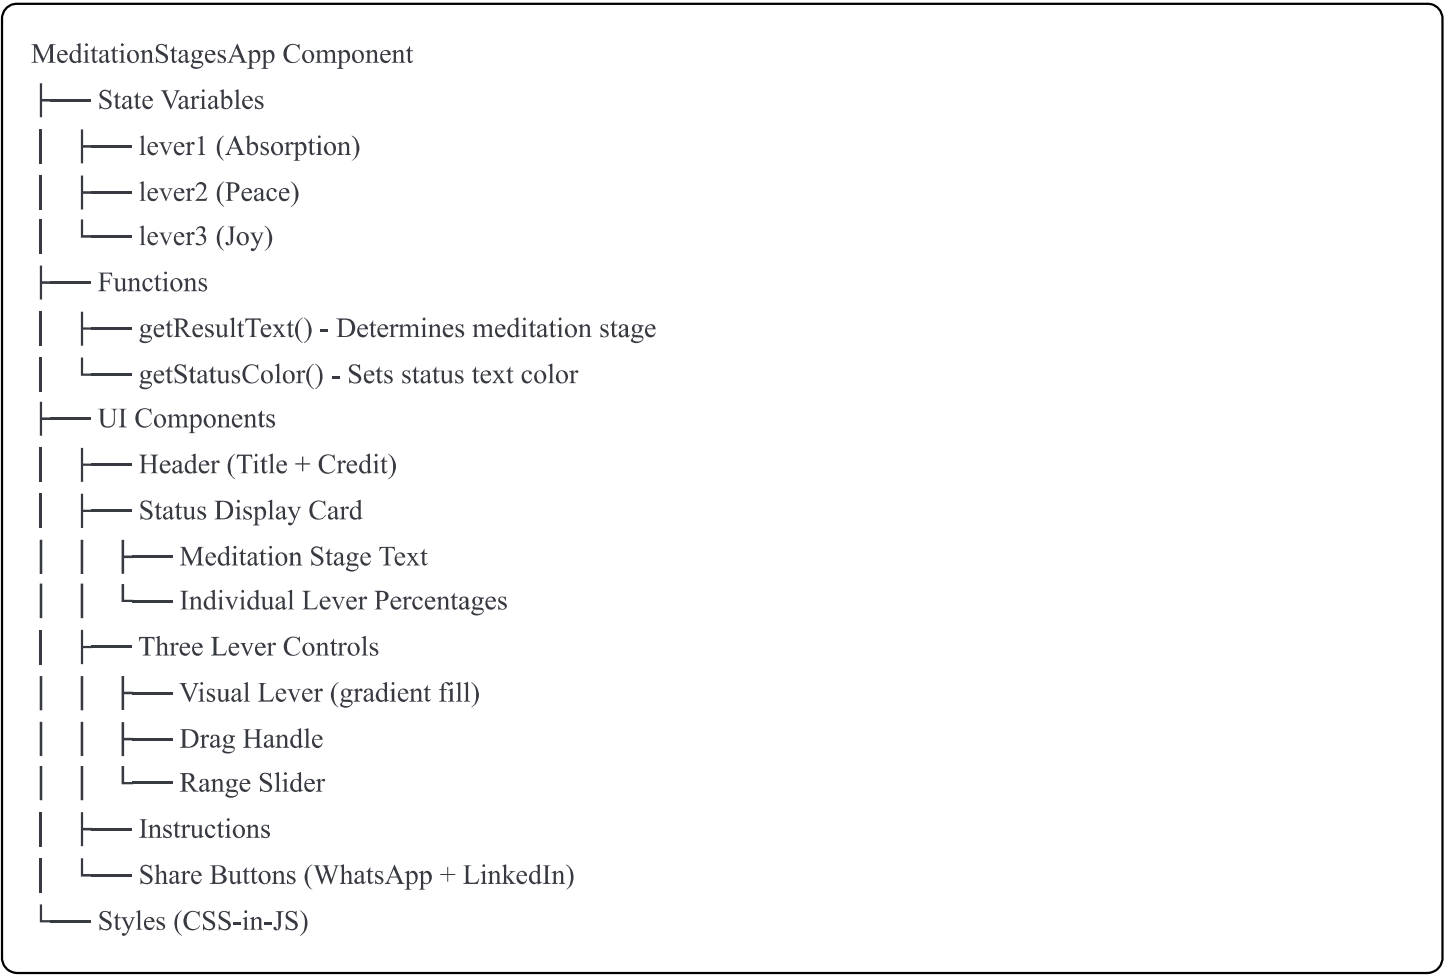 MeditationStagesApp Component
├── State Variables
│   ├── lever1 (Absorption)
│   ├── lever2 (Peace)
│   └── lever3 (Joy)
├── Functions
│   ├── getResultText() - Determines meditation stage
│   └── getStatusColor() - Sets status text color
├── UI Components
│   ├── Header (Title + Credit)
│   ├── Status Display Card
│   │   ├── Meditation Stage Text
│   │   └── Individual Lever Percentages
│   ├── Three Lever Controls
│   │   ├── Visual Lever (gradient fill)
│   │   ├── Drag Handle
│   │   └── Range Slider
│   ├── Instructions
│   └── Share Buttons (WhatsApp + LinkedIn)
└── Styles (CSS-in-JS)